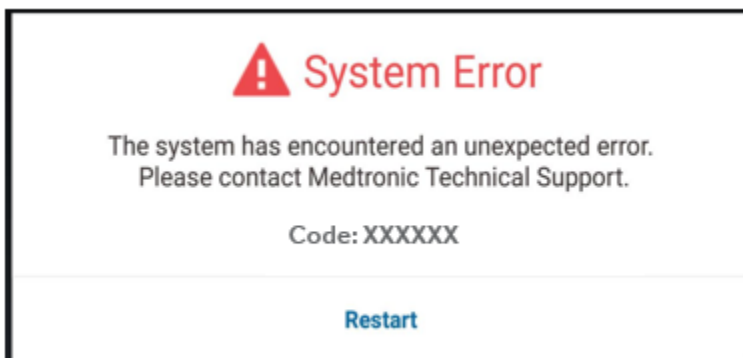 System Error
The system has encountered an unexpected error.
Please contact Medtronic Technical Support.
Code: XXXXXX
Restart